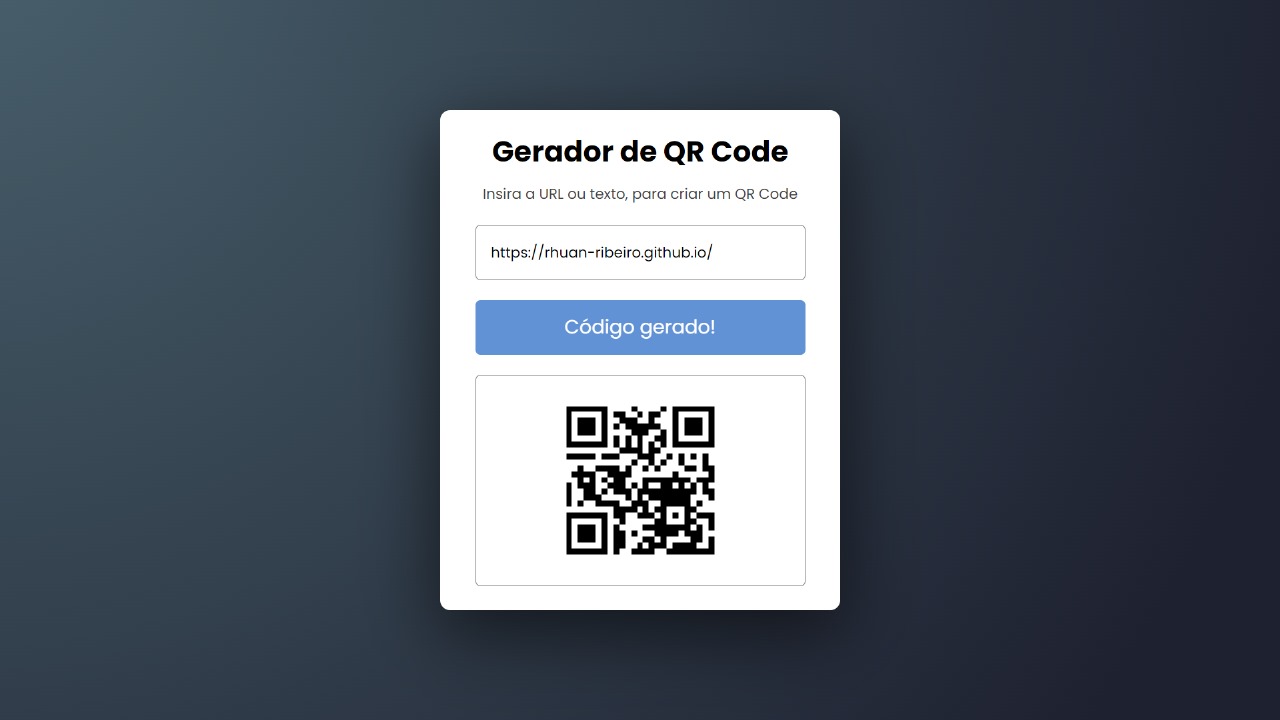 Gerador de QR Code
Insira a URL ou texto, para criar um QR Code
https://rhuan-ribeiro.github.io/
Código gerado!